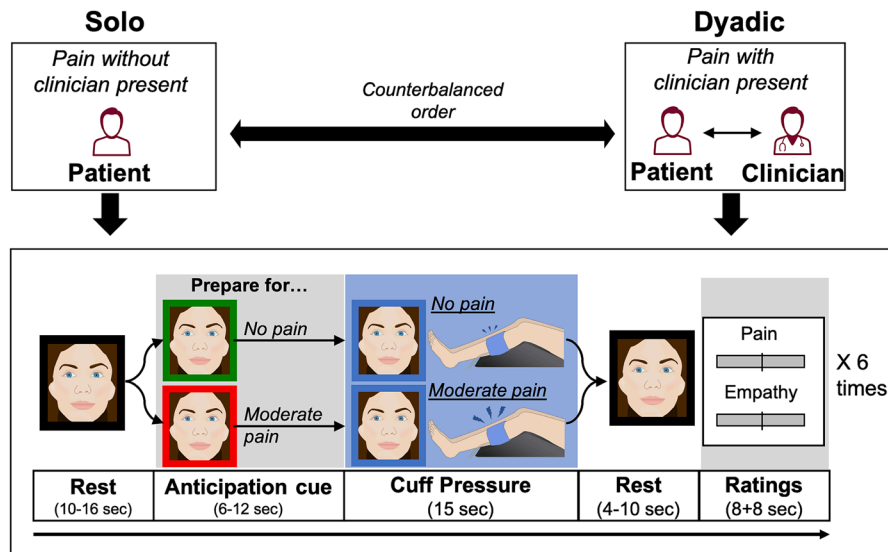 Solo
Pain without
clinician present
Patient
Counterbalanced
order
Dyadic
Pain with
clinician present
Patient
Clinician
Prepare for…
No pain
Moderate
pain
No pain
Moderate pain
Pain
Empathy
X 6
times
Rest
(10-16 sec)
Anticipation cue
(6-12 sec)
Cuff Pressure
(15 sec)
Rest
(4-10 sec)
Ratings
(8+8 sec)